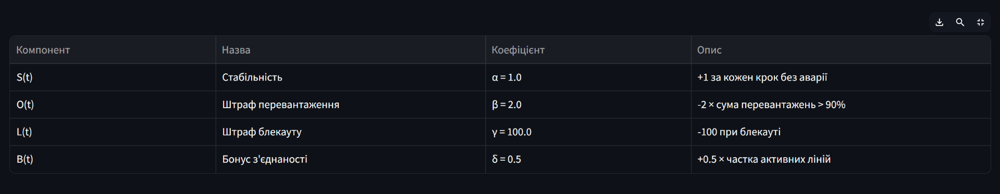 Компонент Назва Коефіцієнт Опис
S(t) Стабільність α = 1.0 +1 за кожен крок без аварії
O(t) Штраф перевантаження β = 2.0 -2 × сума перевантажень > 90%
L(t) Штраф блекауту γ = 100.0 -100 при блекауті
B(t) Бонус з'єднаності δ = 0.5 +0.5 × частка активних ліній